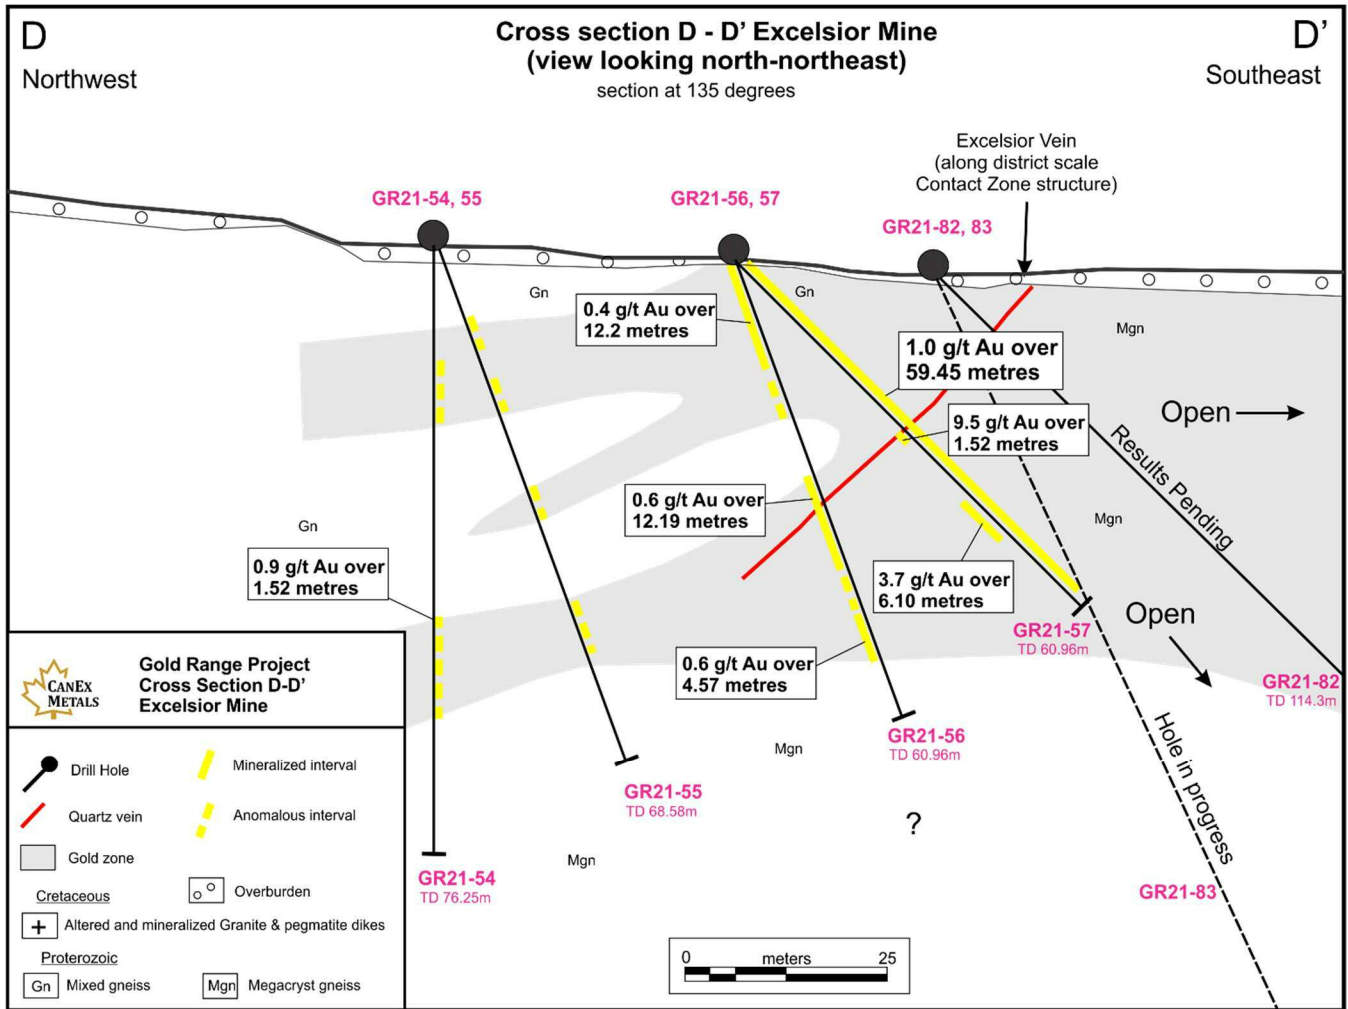 D
Cross section D - D’ Excelsior Mine
(view looking north-northeast)
section at 135 degrees
D’
Northwest
Southeast
Excelsior Vein
(along district scale
Contact Zone structure)
GR21-54, 55
GR21-56, 57
GR21-82, 83
Gn
Gn
Mgn
0.4 g/t Au over
12.2 metres
1.0 g/t Au over
59.45 metres
Open
9.5 g/t Au over
1.52 metres
Results Pending
0.6 g/t Au over
12.19 metres
Gn
Mgn
0.9 g/t Au over
1.52 metres
3.7 g/t Au over
6.10 metres
Open
GR21-57
TD 60.96m
0.6 g/t Au over
4.57 metres
GR21-82
TD 114.3m
GR21-56
TD 60.96m
Mgn
Hole in progress
GR21-55
TD 68.58m
?
Mgn
GR21-54
TD 76.25m
GR21-83
CANEX
METALS
Gold Range Project
Cross Section D-D’
Excelsior Mine
Drill Hole
Mineralized interval
Quartz vein
Anomalous interval
Gold zone
Cretaceous
Overburden
+ Altered and mineralized Granite & pegmatite dikes
Proterozoic
Gn Mixed gneiss
Mgn Megacryst gneiss
0 meters 25